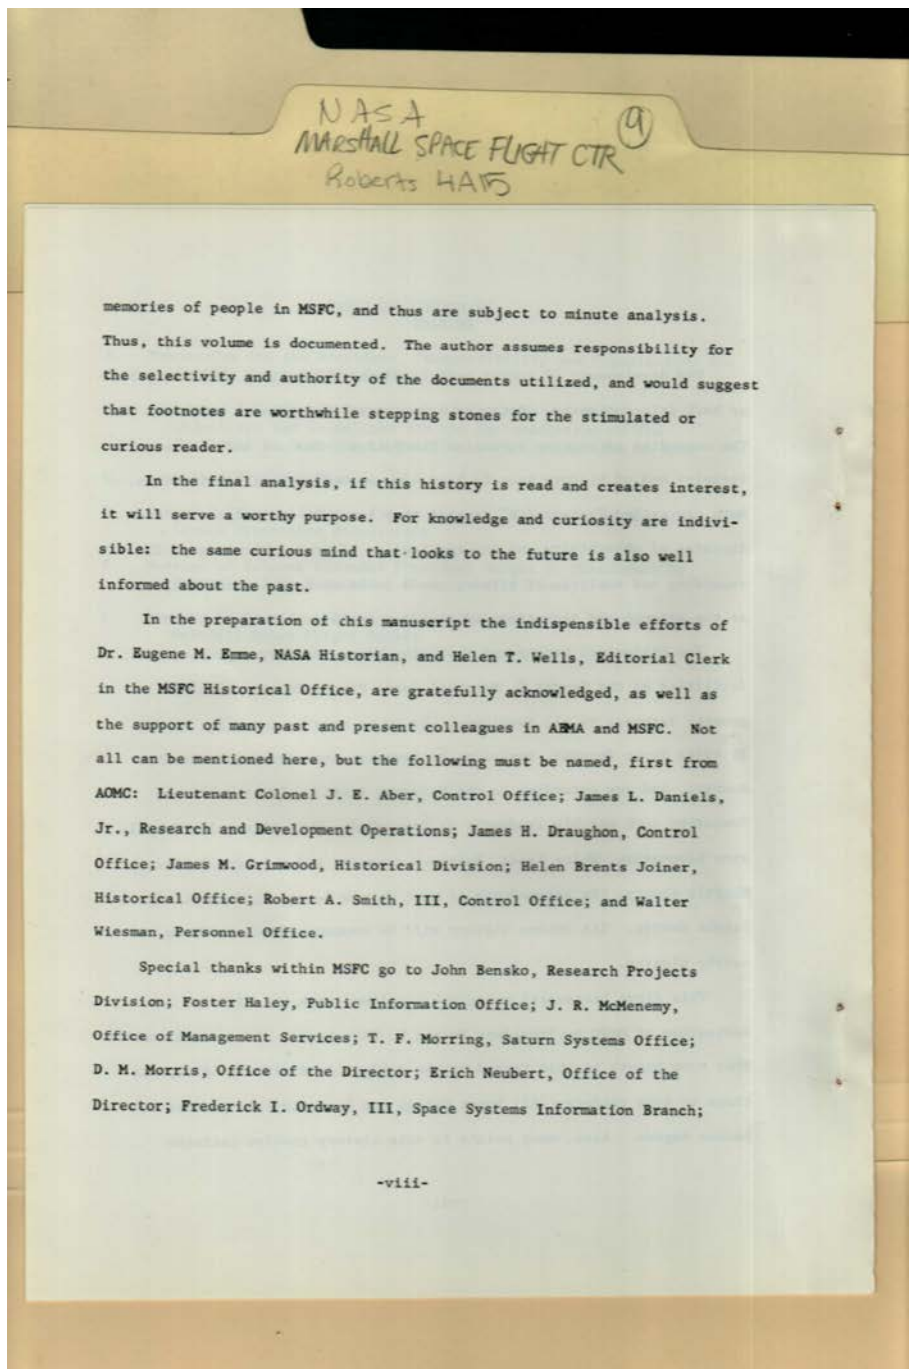 NASA
MARSHALL SPACE FLIGHT CTR 9
Roberts 4A15
memories of people in MSFC, and thus are subject to minute analysis.
Thus, this volume is documented. The author assumes responsibility for
the selectivity and authority of the documents utilized, and would suggest
that footnotes are worthwhile stepping stones for the stimulated or
curious reader.
In the final analysis, if this history is read and creates interest,
it will serve a worthy purpose. For knowledge and curiosity are indivi-
sible: the same curious mind that looks to the future is also well
informed about the past.
In the preparation of this manuscript the indispensible efforts of
Dr. Eugene M. Emme, NASA Historian, and Helen T. Wells, Editorial Clerk
in the MSFC Historical Office, are gratefully acknowledged, as well as
the support of many past and present colleagues in ABMA and MSFC. Not
all can be mentioned here, but the following must be named, first from
AOMC: Lieutenant Colonel J. E. Aber, Control Office; James L. Daniels,
Jr., Research and Development Operations; James H. Draughon, Control
Office; James M. Grimwood, Historical Division; Helen Brents Joiner,
Historical Office; Robert A. Smith, III, Control Office; and Walter
Wiesman, Personnel Office.
Special thanks within MSFC go to John Bensko, Research Projects
Division; Foster Haley, Public Information Office; J. R. McMenemy,
Office of Management Services; T. F. Morring, Saturn Systems Office;
D. M. Morris, Office of the Director; Erich Neubert, Office of the
Director; Frederick I. Ordway, III, Space Systems Information Branch;
-viii-